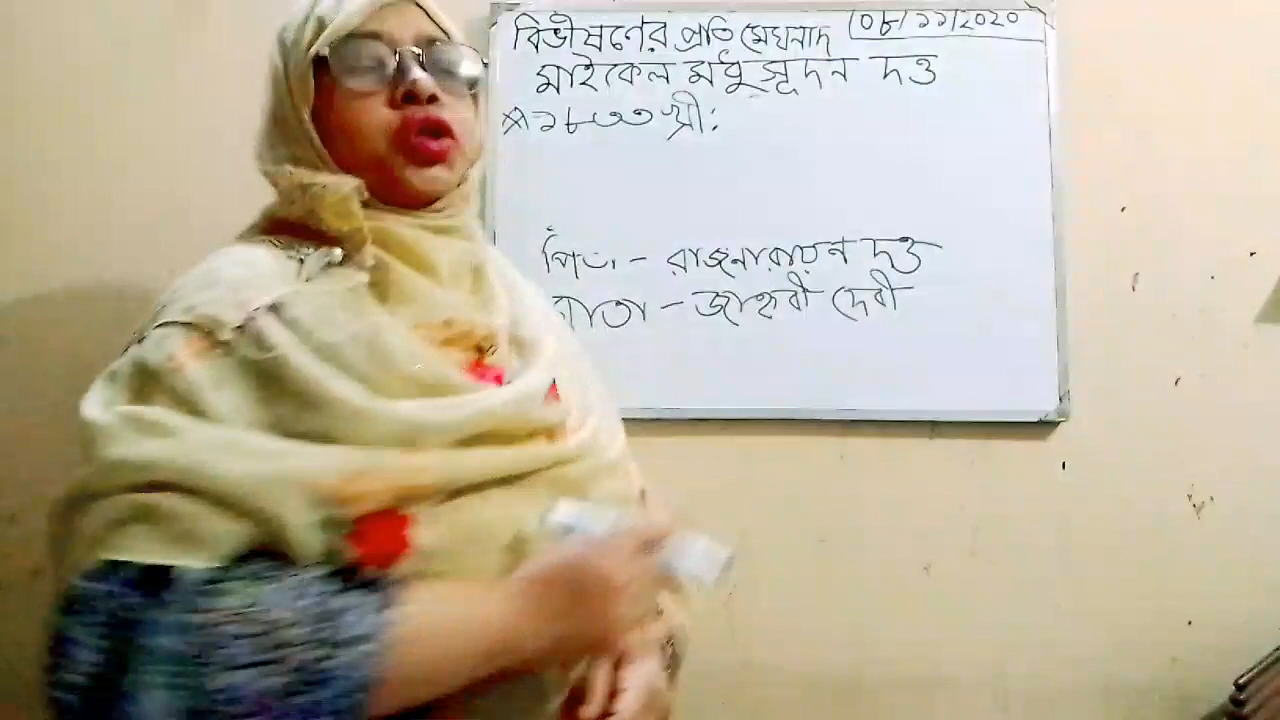 বিভীষণের প্রতি মেঘনাদ
০৮/১১/২০২০
মাইকেল মধুসূদন দত্ত
*১৮৩৩ খ্রী:
পিতা - রাজনারায়ন দত্ত
মাতা - জাহ্নবী দেবী